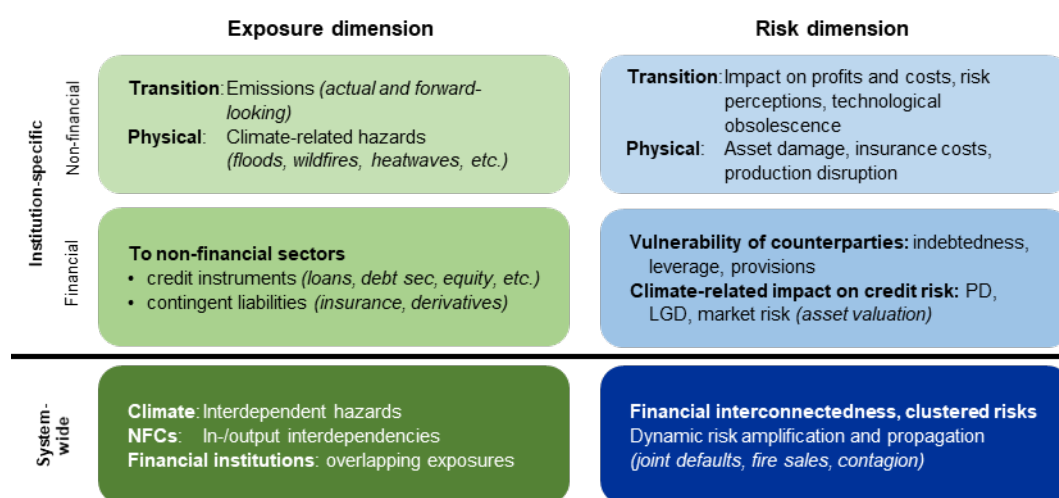 Exposure dimension
Risk dimension
Institution-specific
Non-financial
Transition: Emissions (actual and forward-
looking)
Physical: Climate-related hazards
(floods, wildfires, heatwaves, etc.)
Transition: Impact on profits and costs, risk
perceptions, technological
obsolescence
Physical: Asset damage, insurance costs,
production disruption
Financial
To non-financial sectors
• credit instruments (loans, debt sec, equity, etc.)
• contingent liabilities (insurance, derivatives)
Vulnerability of counterparties: indebtedness,
leverage, provisions
Climate-related impact on credit risk: PD,
LGD, market risk (asset valuation)
System-
wide
Climate: Interdependent hazards
NFCs: In-/output interdependencies
Financial institutions: overlapping exposures
Financial interconnectedness, clustered risks
Dynamic risk amplification and propagation
(joint defaults, fire sales, contagion)